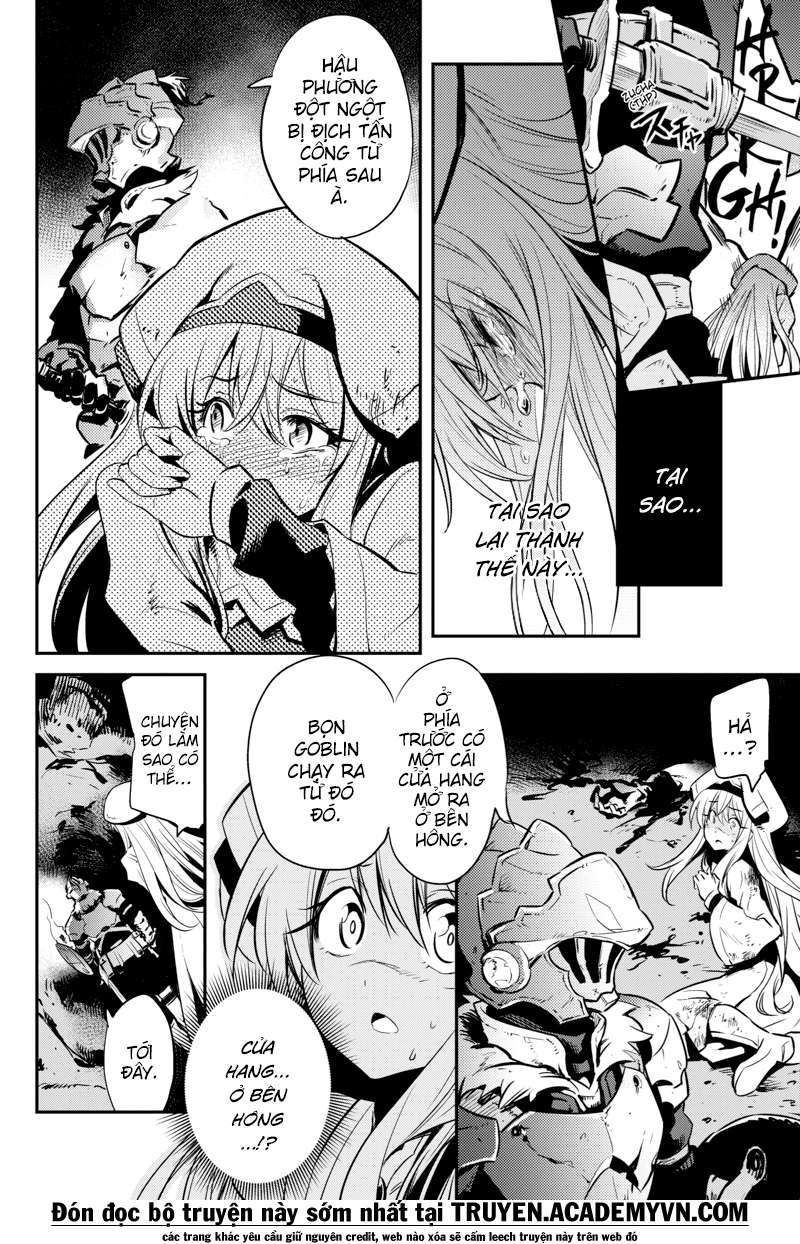 HR
RK
GH!
ZUCHA
(THP)
スチャ
TẠI
SAO...
TẠI SAO
LẠI THÀNH
THẾ NÀY...
HẬU
PHƯƠNG
ĐỘT NGỘT
BỊ ĐỊCH TẤN
CÔNG TỪ
PHÍA SAU
À.
HẢ
...?
Ở
PHÍA
TRƯỚC CÓ
MỘT CÁI
CỬA HANG
MỞ RA
Ở BÊN
HÔNG.
BỌN
GOBLIN
CHẠY RA
TỪ ĐÓ
ĐÓ.
CỬA
HANG...
Ở BÊN
HÔNG
...!?
CHUYỆN
ĐÓ LÀM
SAO CÓ
THỂ...
TỚI
ĐÂY.
Đón đọc bộ truyện này sớm nhất tại TRUYEN.ACADEMYVN.COM
các trang khác yêu cầu giữ nguyên credit, web nào xóa sẽ cấm leech truyện này trên web đó